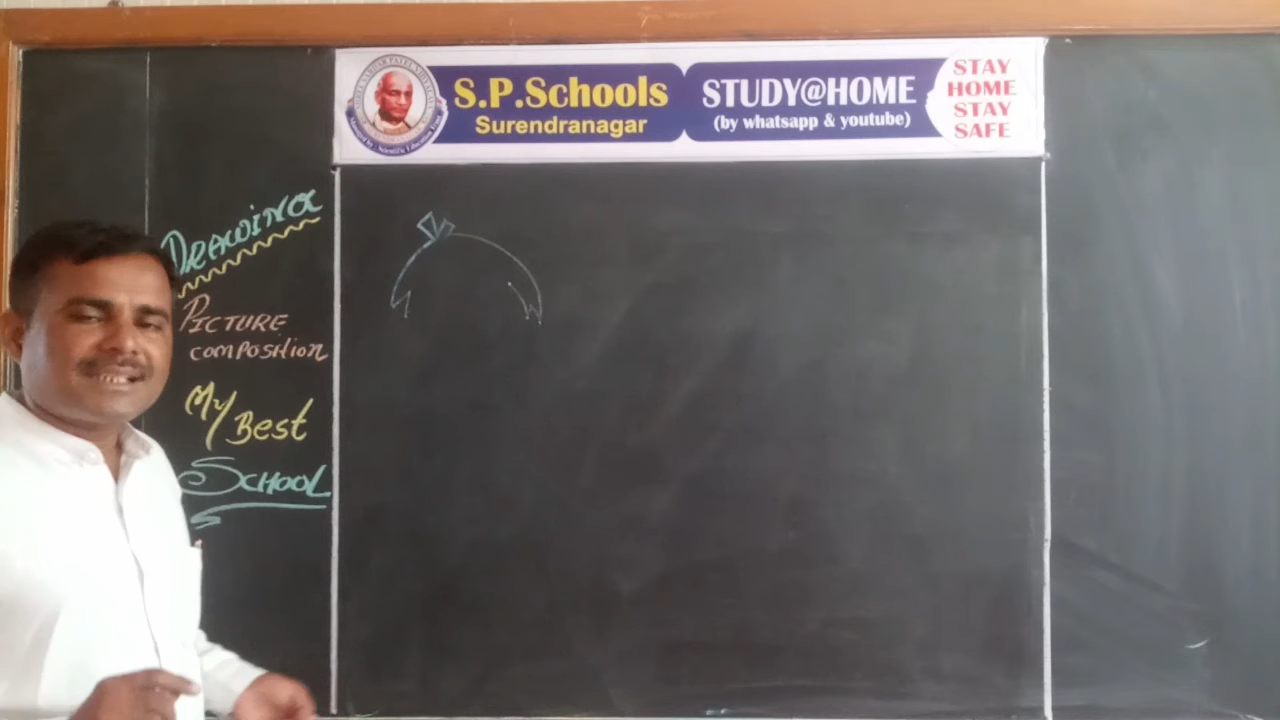 S.P.Schools
Surendranagar
STUDY@HOME
(by whatsapp & youtube)
STAY
HOME
STAY
SAFE
DRAWING
PICTURE
COMPOSITION
My
Best
SCHOOL